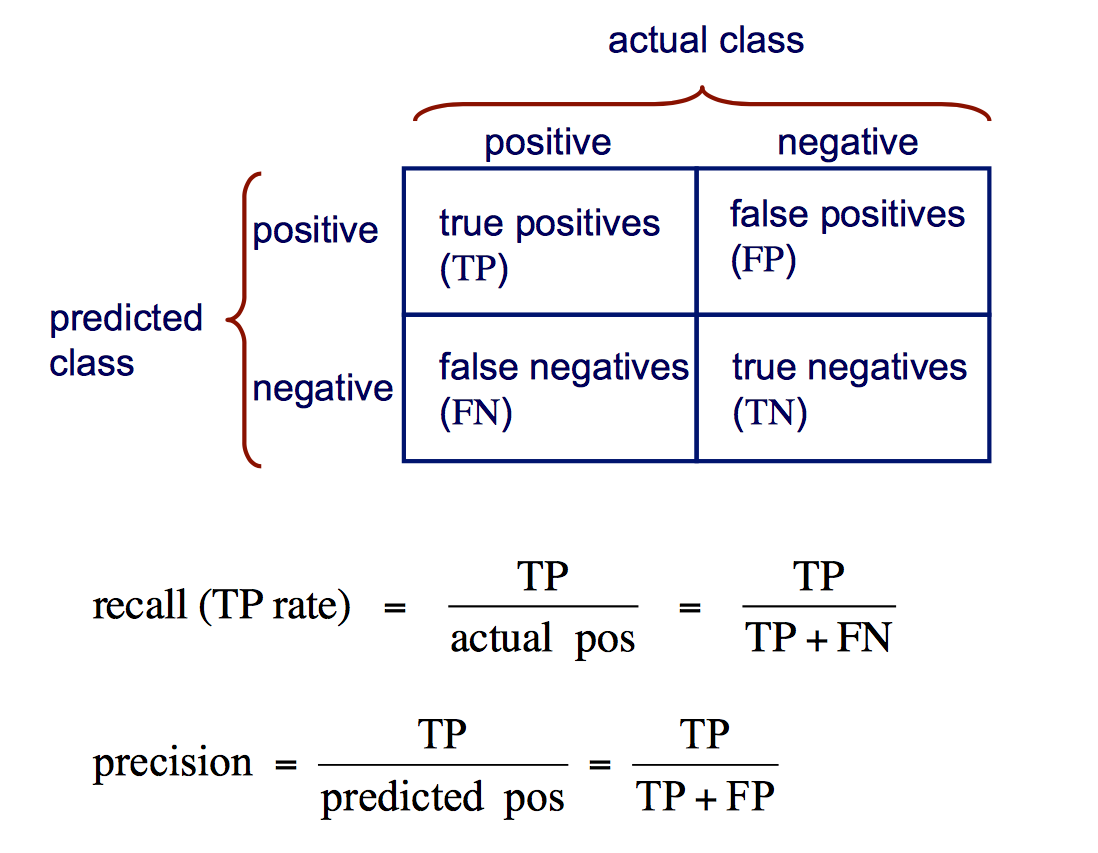 actual class
positive negative
positive true positives false positives
(TP) (FP)
predicted
class
negative false negatives true negatives
(FN) (TN)
recall (TP rate) = TP / actual pos = TP / TP + FN
precision = TP / predicted pos = TP / TP + FP